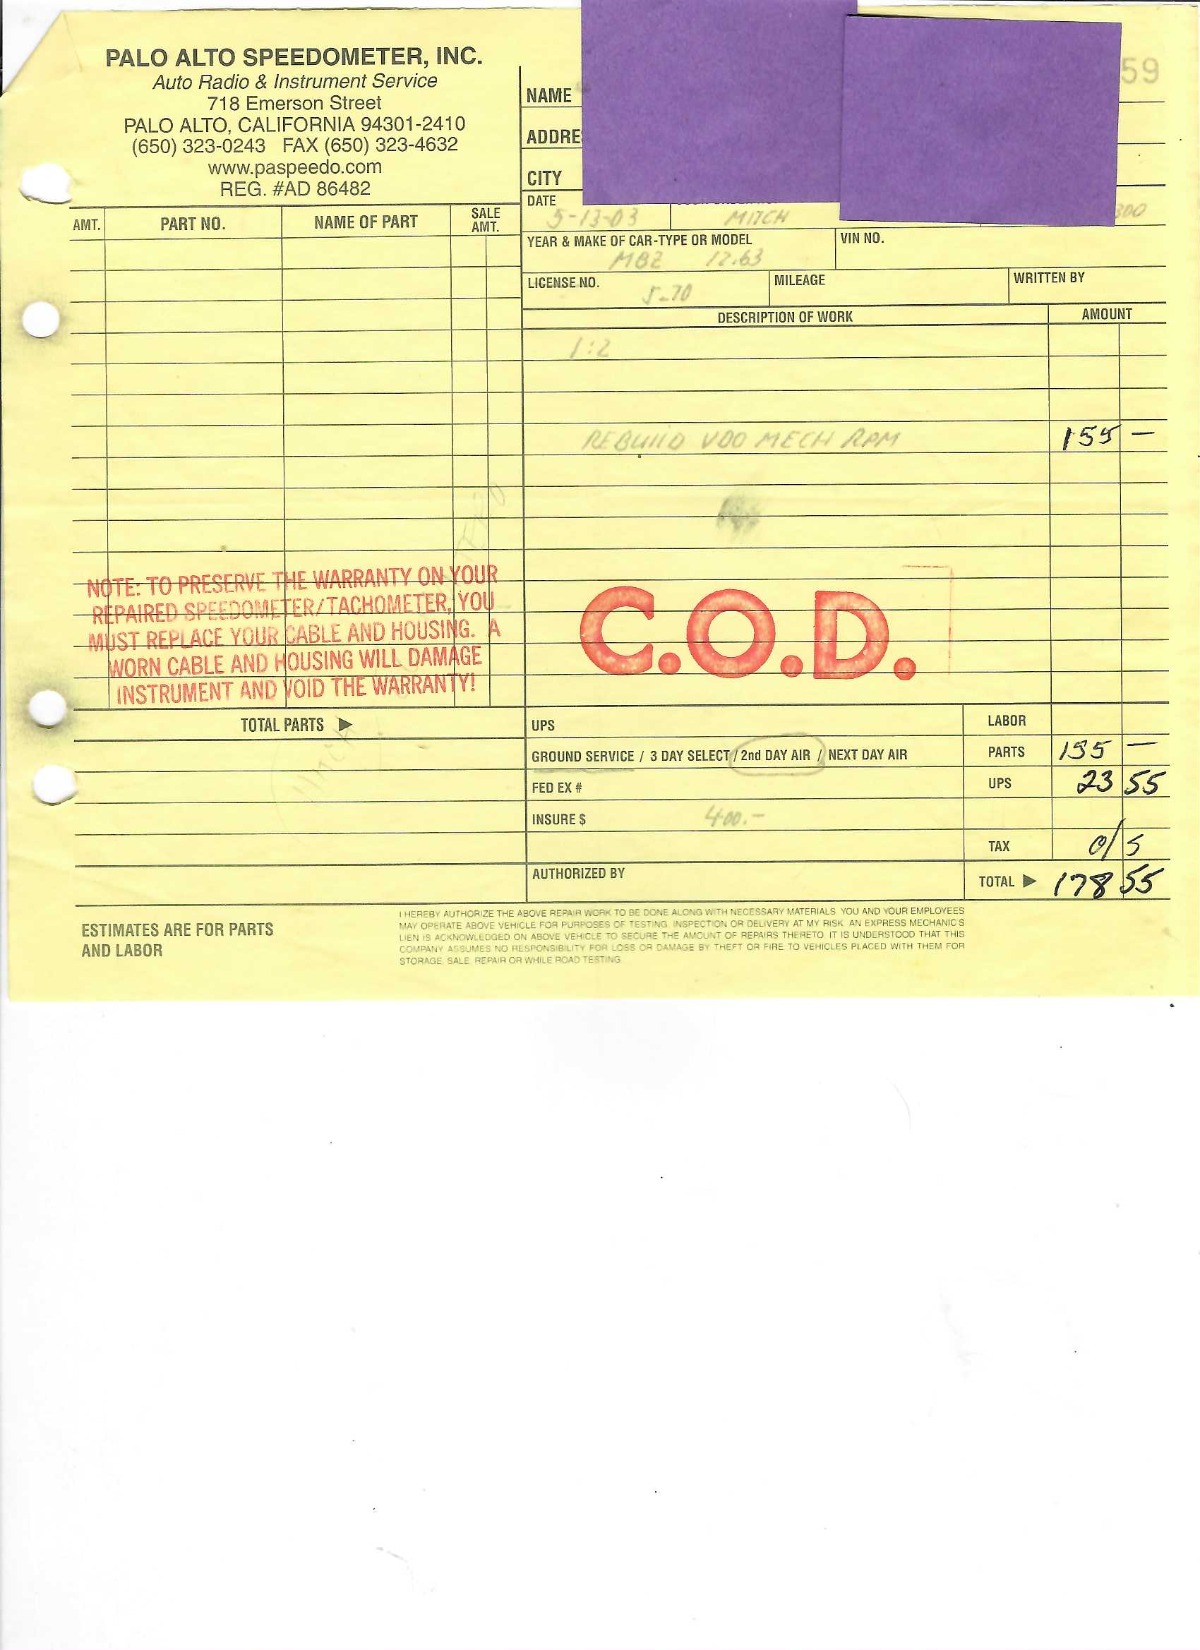 PALO ALTO SPEEDOMETER, INC.
Auto Radio & Instrument Service
718 Emerson Street
PALO ALTO, CALIFORNIA 94301-2410
(650) 323-0243 FAX (650) 323-4632
www.paspeedo.com
REG. #AD 86482
59
NAME
ADDRE
CITY
DATE
5-13-03 MITCH
300
YEAR & MAKE OF CAR-TYPE OR MODEL VIN NO.
MBZ 12.63
LICENSE NO. MILEAGE WRITTEN BY
5-70
AMT. PART NO. NAME OF PART SALE AMT.
DESCRIPTION OF WORK AMOUNT
1:2
REBUILD VDO MECH RPM 155 —
NOTE: TO PRESERVE THE WARRANTY ON YOUR
REPAIRED SPEEDOMETER/TACHOMETER, YOU
MUST REPLACE YOUR CABLE AND HOUSING. A
WORN CABLE AND HOUSING WILL DAMAGE
INSTRUMENT AND VOID THE WARRANTY!
C.O.D.
TOTAL PARTS ▶
UPS LABOR
GROUND SERVICE / 3 DAY SELECT / 2nd DAY AIR / NEXT DAY AIR PARTS 155 —
FED EX # UPS 23 55
INSURE $ 400.-
TAX O/S
AUTHORIZED BY TOTAL ▶ 178 55
ESTIMATES ARE FOR PARTS
AND LABOR
I HEREBY AUTHORIZE THE ABOVE REPAIR WORK TO BE DONE ALONG WITH NECESSARY MATERIALS. YOU AND YOUR EMPLOYEES
MAY OPERATE ABOVE VEHICLE FOR PURPOSES OF TESTING, INSPECTION OR DELIVERY AT MY RISK. AN EXPRESS MECHANIC'S
LIEN IS ACKNOWLEDGED ON ABOVE VEHICLE TO SECURE THE AMOUNT OF REPAIRS THERETO. IT IS UNDERSTOOD THAT THIS
COMPANY ASSUMES NO RESPONSIBILITY FOR LOSS OR DAMAGE BY THEFT OR FIRE TO VEHICLES PLACED WITH THEM FOR
STORAGE, SALE, REPAIR OR WHILE ROAD TESTING.